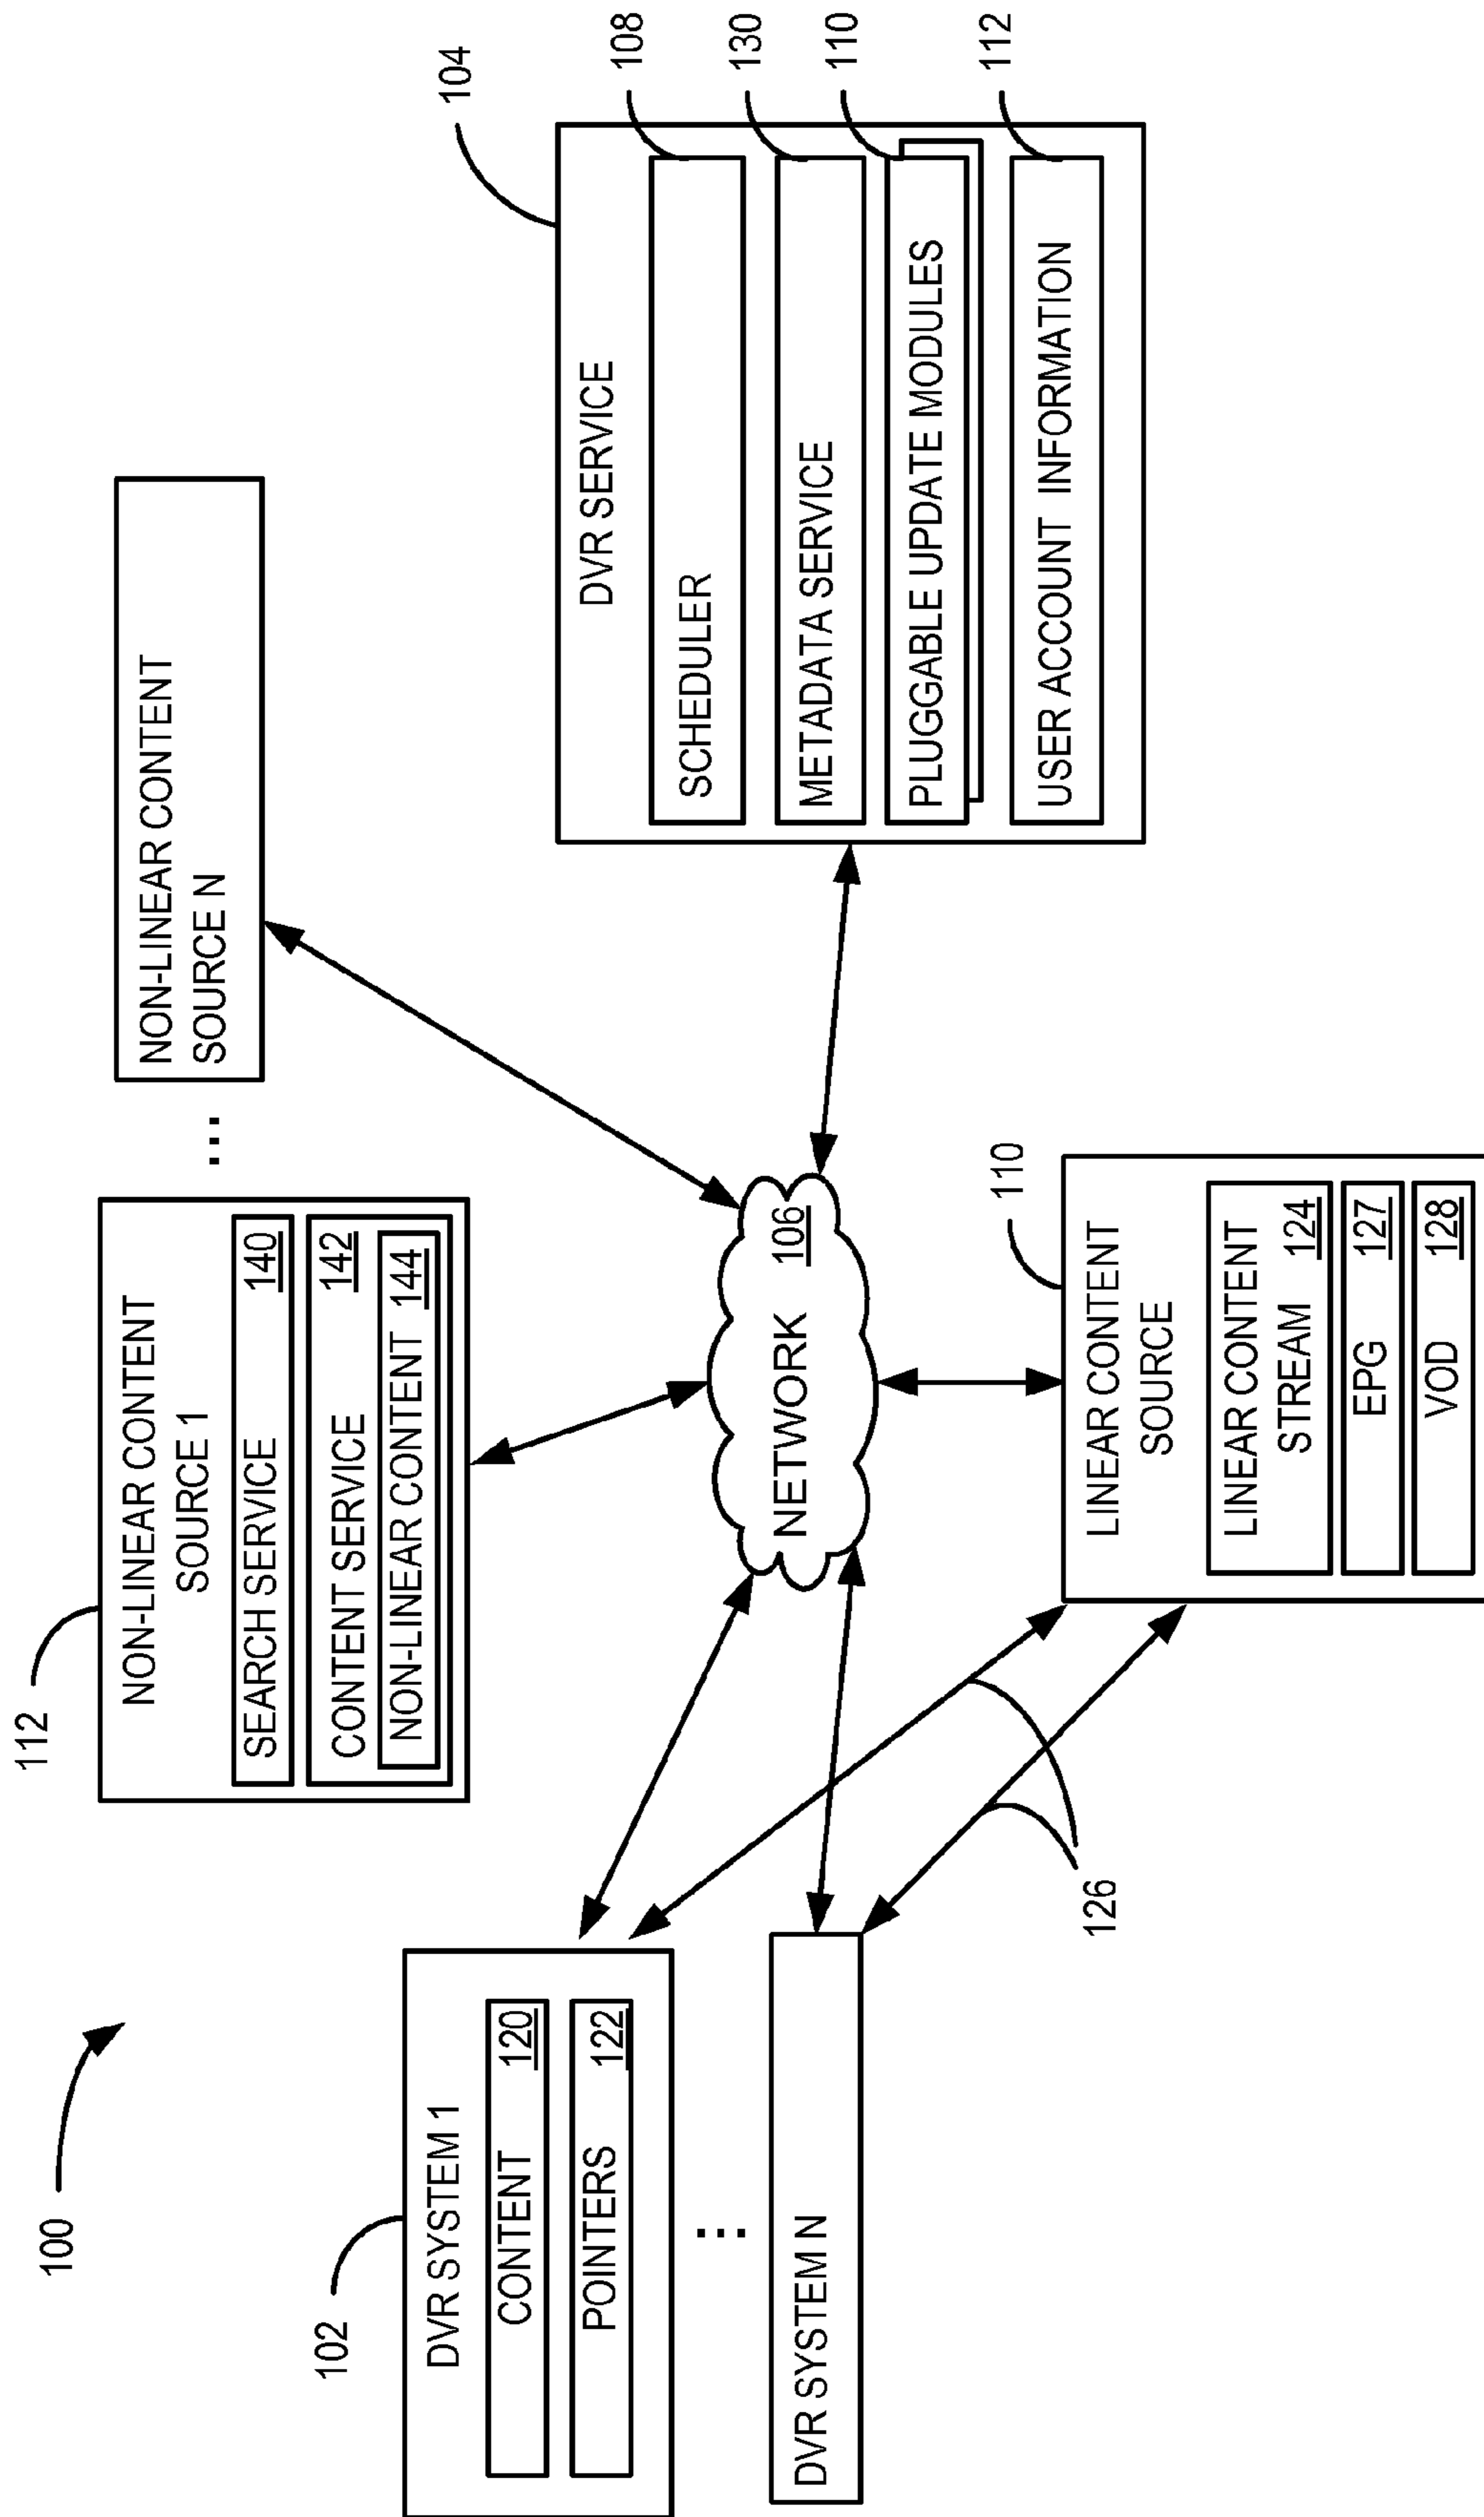 100
112
NON-LINEAR CONTENT
SOURCE 1
SEARCH SERVICE 140
CONTENT SERVICE 142
NON-LINEAR CONTENT 144
...
NON-LINEAR CONTENT
SOURCE N
102
DVR SYSTEM 1
CONTENT 120
POINTERS 122
...
DVR SYSTEM N
NETWORK 106
126
110
LINEAR CONTENT
SOURCE
LINEAR CONTENT
STREAM 124
EPG 127
VOD 128
104
DVR SERVICE
SCHEDULER
108
METADATA SERVICE
130
PLUGGABLE UPDATE MODULES
110
USER ACCOUNT INFORMATION
112